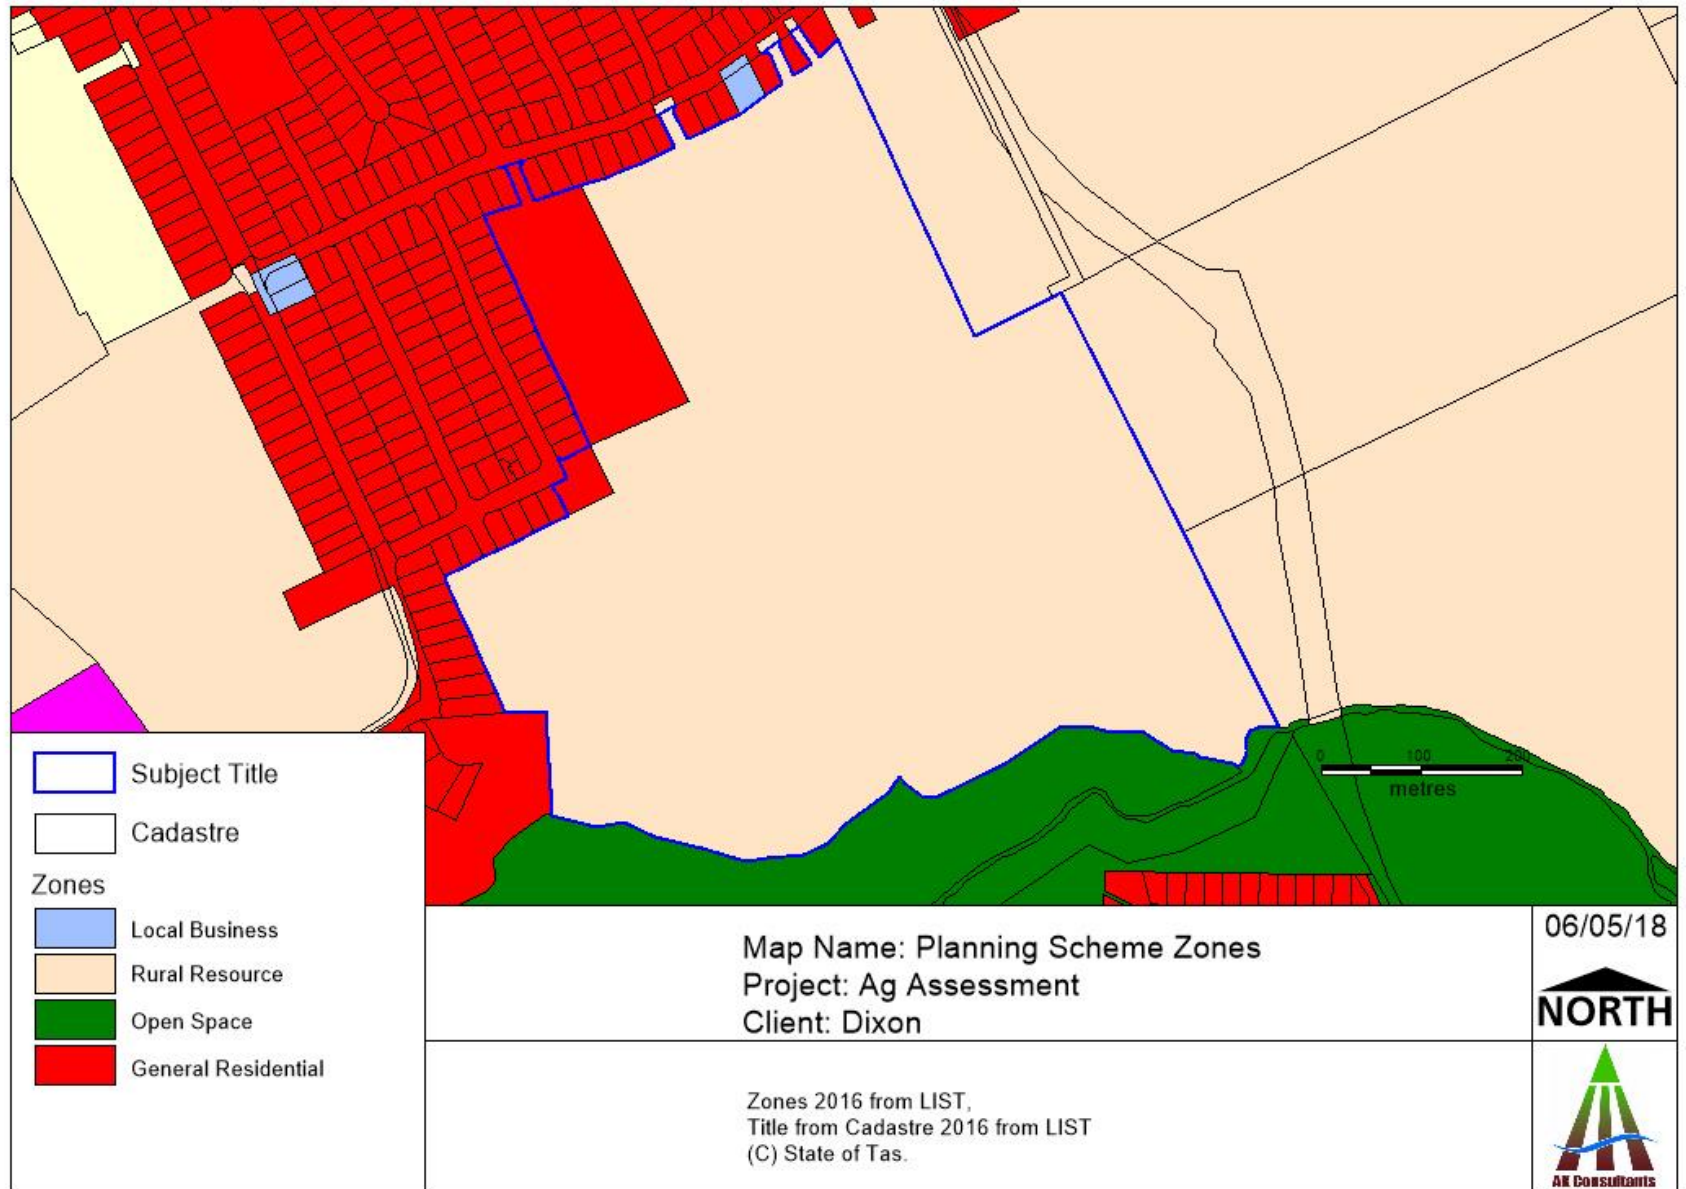 0 100 200
metres
Subject Title
Cadastre
Zones
Local Business
Rural Resource
Open Space
General Residential
Map Name: Planning Scheme Zones
Project: Ag Assessment
Client: Dixon
06/05/18
NORTH
Zones 2016 from LIST,
Title from Cadastre 2016 from LIST
(C) State of Tas.
AK Consultants